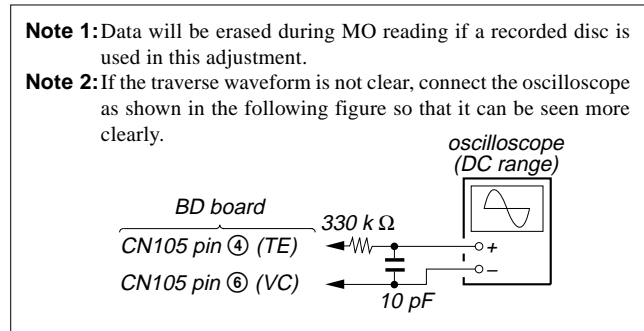 Note 1: Data will be erased during MO reading if a recorded disc is
used in this adjustment.
Note 2: If the traverse waveform is not clear, connect the oscilloscope
as shown in the following figure so that it can be seen more
clearly.
oscilloscope
(DC range)
BD board
330 k Ω
CN105 pin ④ (TE)
+
CN105 pin ⑥ (VC)
–
10 pF